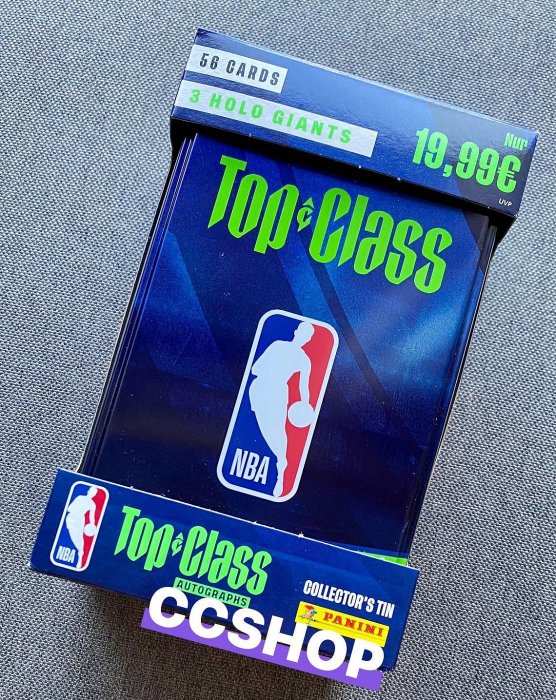 56 CARDS
3 HOLO GIANTS
Nur
19,99€
UVP
Top Class
NBA
NBA
Top Class
AUTOGRAPHS
COLLECTOR'S TIN
PANINI
CCSHOP